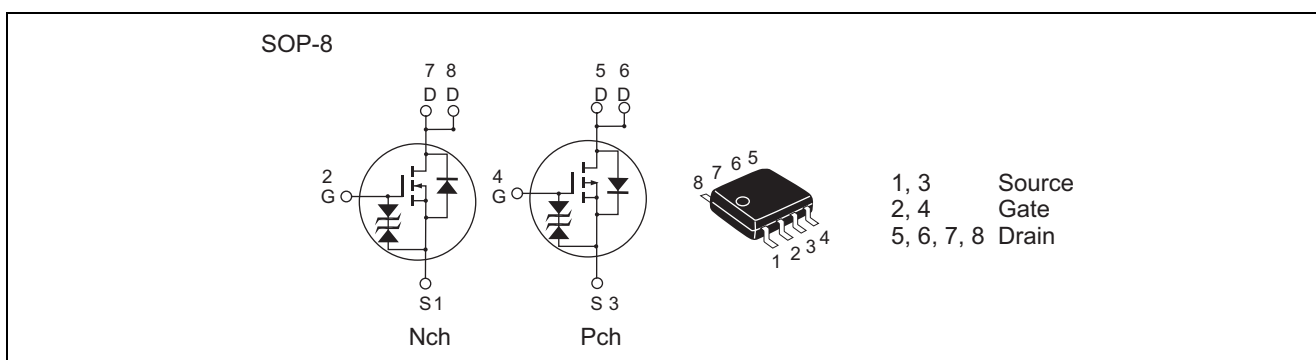 SOP-8
7 8
D D
5 6
D D
2
G
4
G
S 1
S 3
Nch
Pch
8 7 6 5
1 2 3 4
1, 3 Source
2, 4 Gate
5, 6, 7, 8 Drain